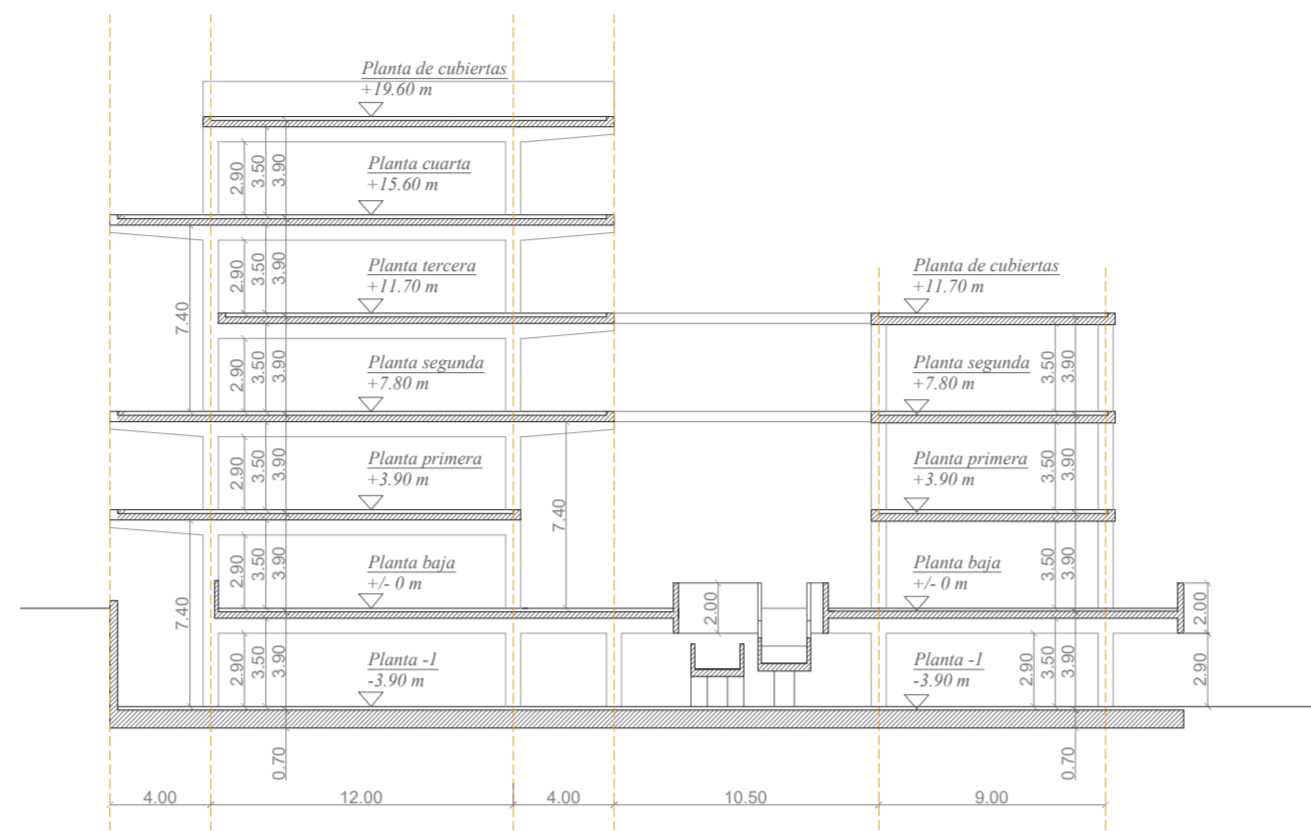 Planta de cubiertas
+19.60 m
Planta cuarta
+15.60 m
2.90
3.50
3.90
Planta tercera
+11.70 m
Planta de cubiertas
+11.70 m
2.90
3.50
3.90
7.40
Planta segunda
+7.80 m
Planta segunda
+7.80 m
2.90
3.50
3.90
3.50
3.90
Planta primera
+3.90 m
Planta primera
+3.90 m
2.90
3.50
3.90
7.40
3.50
3.90
Planta baja
+/- 0 m
Planta baja
+/- 0 m
2.90
3.50
3.90
3.50
3.90
7.40
2.00
2.00
Planta -1
-3.90 m
Planta -1
-3.90 m
2.90
3.50
3.90
2.90
3.50
3.90
2.90
0.70
0.70
4.00
12.00
4.00
10.50
9.00